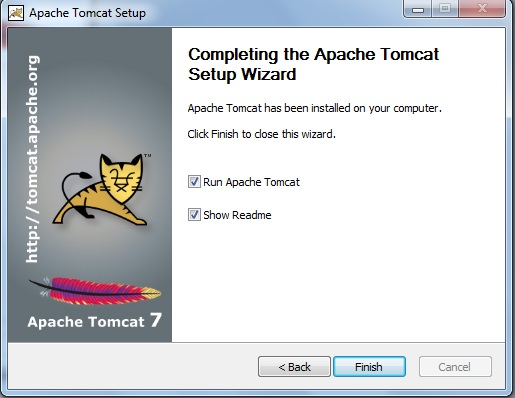 Apache Tomcat Setup
http://tomcat.apache.org
TM
Apache Tomcat 7
Completing the Apache Tomcat
Setup Wizard
Apache Tomcat has been installed on your computer.
Click Finish to close this wizard.
Run Apache Tomcat
Show Readme
< Back
Finish
Cancel